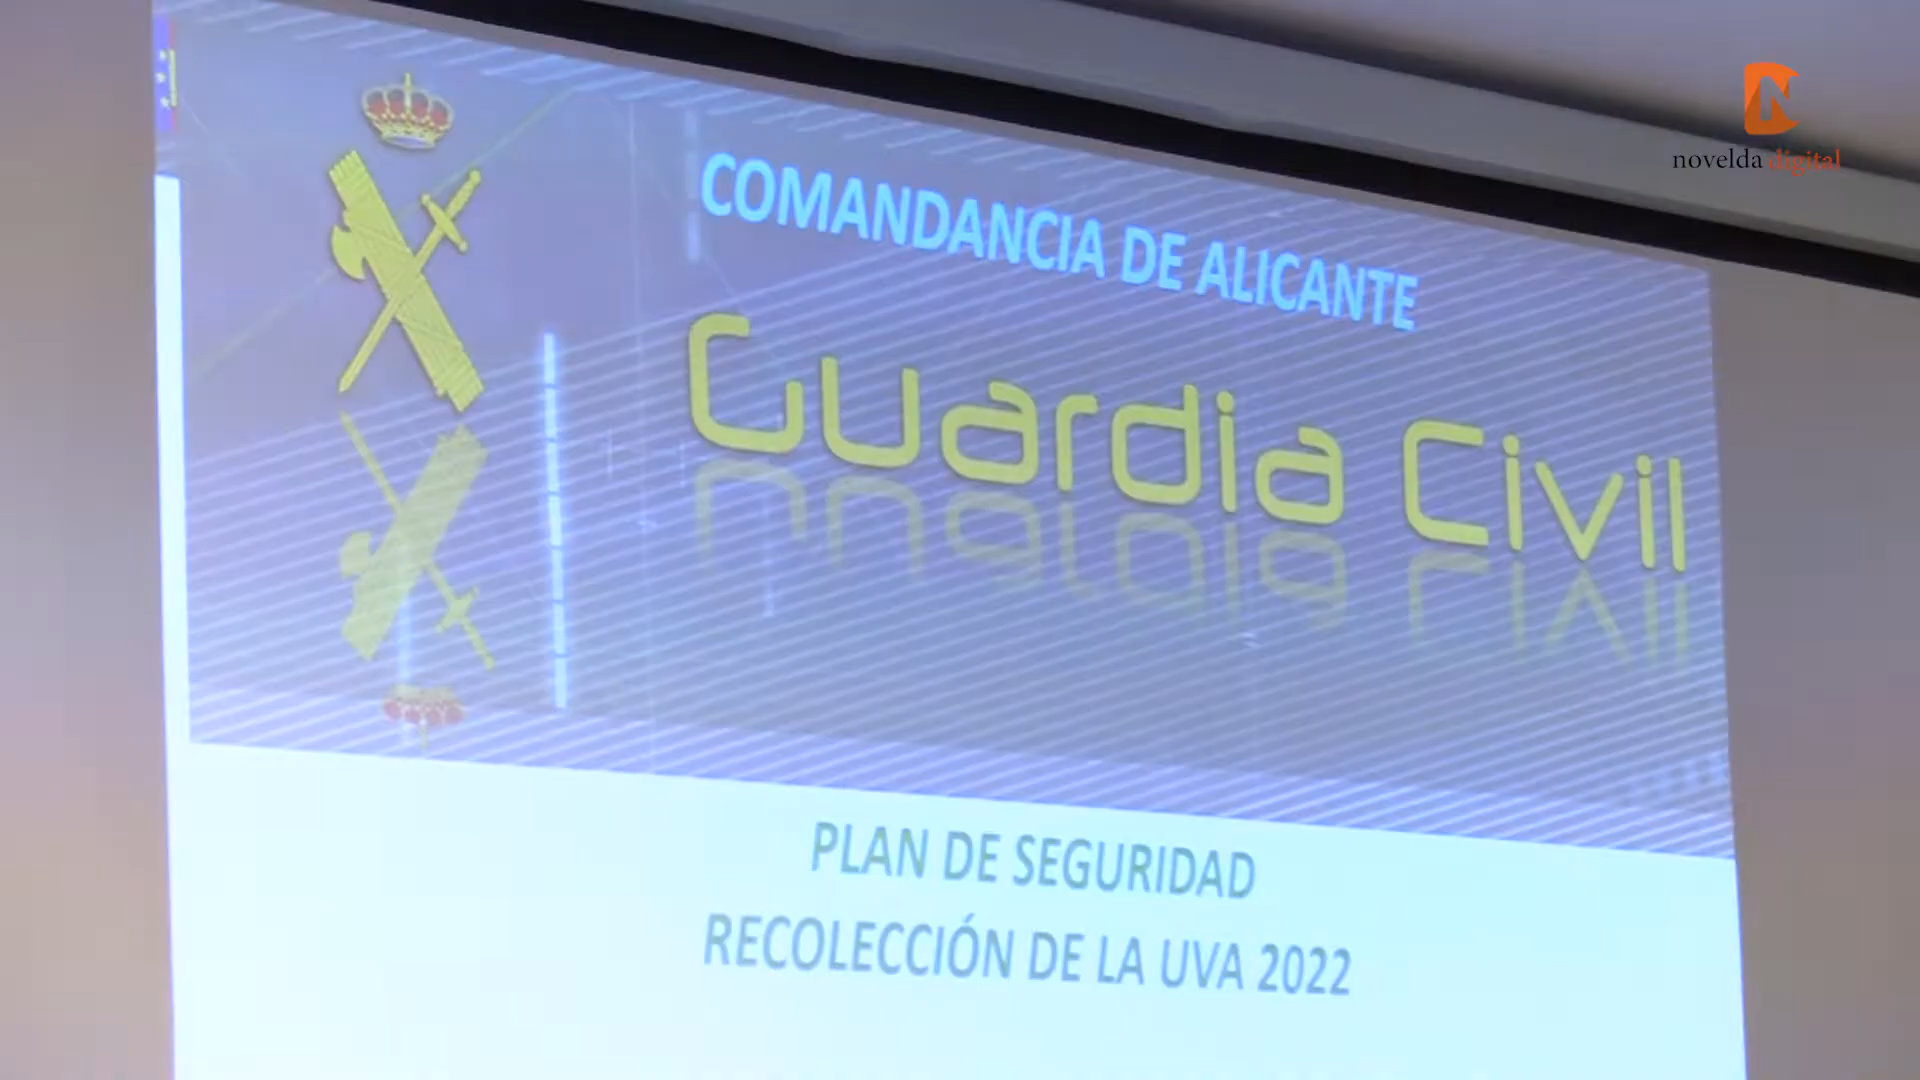 novelda digital
COMANDANCIA DE ALICANTE
Guardia Civil
PLAN DE SEGURIDAD
RECOLECCIÓN DE LA UVA 2022